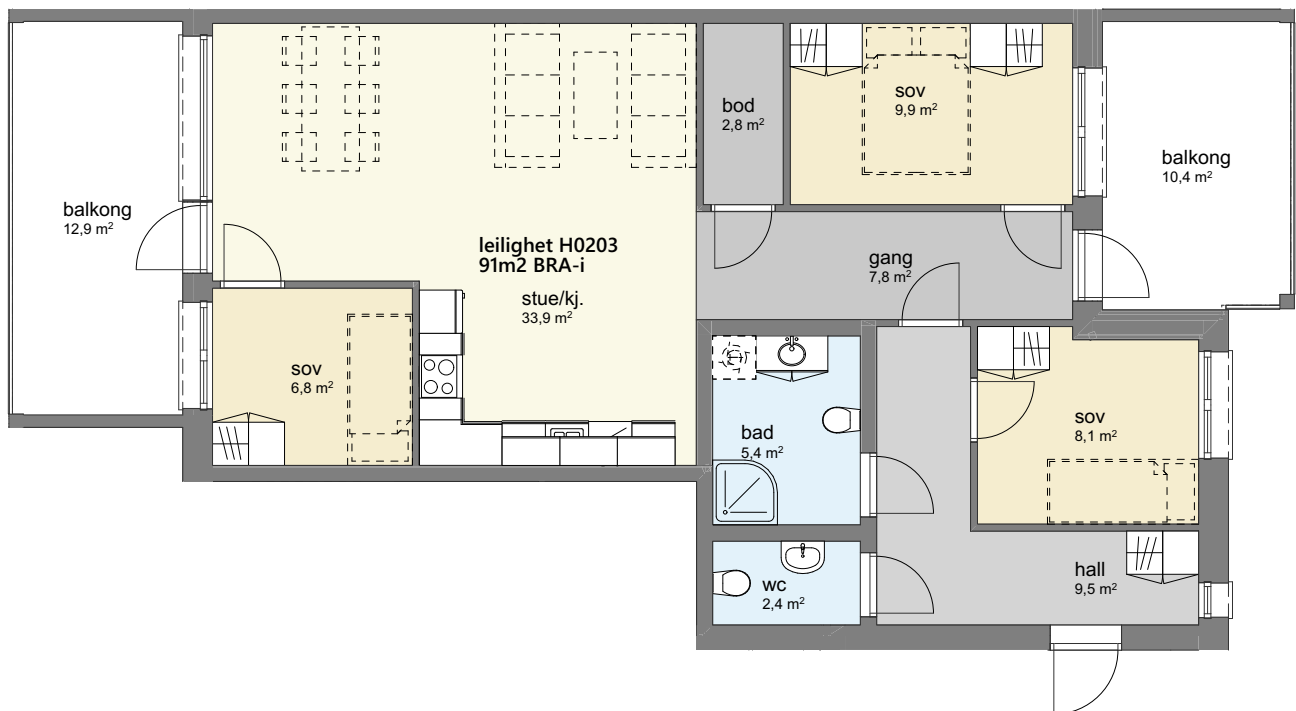 bod
2,8 m²
sov
9,9 m²
balkong
10,4 m²
balkong
12,9 m²
leilighet H0203
91m2 BRA-i
stue/kj.
33,9 m²
gang
7,8 m²
sov
6,8 m²
bad
5,4 m²
sov
8,1 m²
wc
2,4 m²
hall
9,5 m²